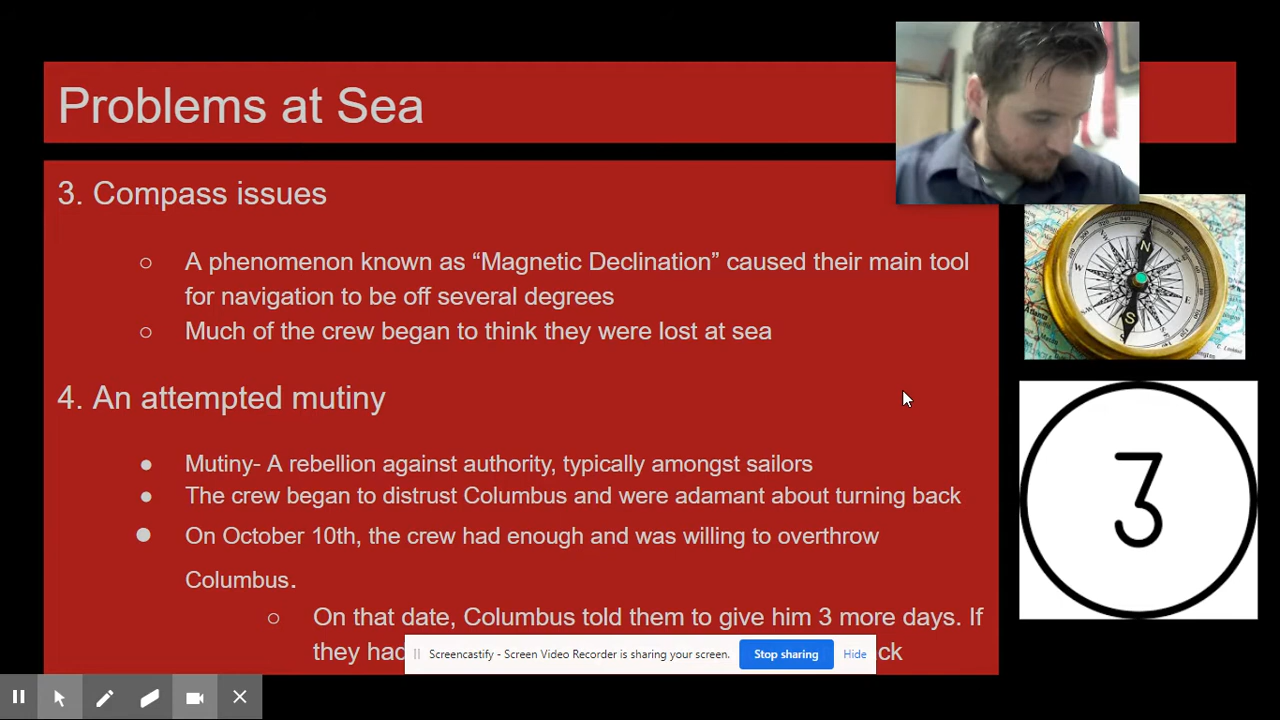 Problems at Sea
3. Compass issues
○ A phenomenon known as “Magnetic Declination” caused their main tool
for navigation to be off several degrees
○ Much of the crew began to think they were lost at sea
4. An attempted mutiny
● Mutiny- A rebellion against authority, typically amongst sailors
● The crew began to distrust Columbus and were adamant about turning back
● On October 10th, the crew had enough and was willing to overthrow
Columbus.
○ On that date, Columbus told them to give him 3 more days. If
they had
ck
Screencastify - Screen Video Recorder is sharing your screen. Stop sharing Hide
N
W
E
S
Atlanta
3